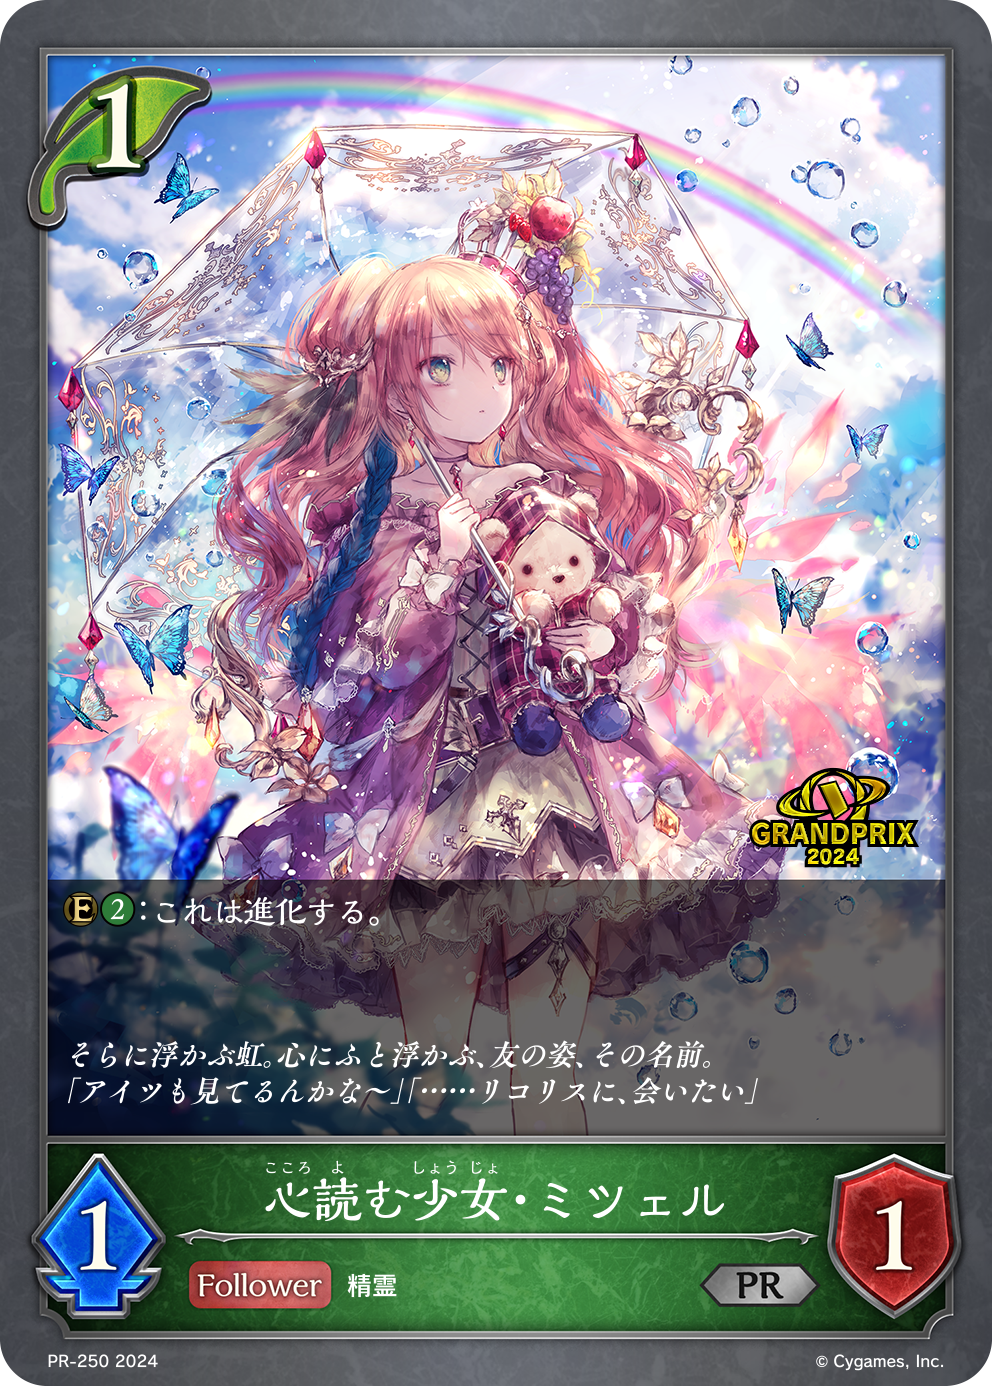 1
GRANDPRIX
2024
E 2：これは進化する。
そらに浮かぶ虹。心にふと浮かぶ、友の姿、その名前。
「アイツも見てるんかな～」「……リコリスに、会いたい」
こころ よ しょう じょ
心読む少女・ミツェル
1
1
Follower 精霊
PR
PR-250 2024
© Cygames, Inc.